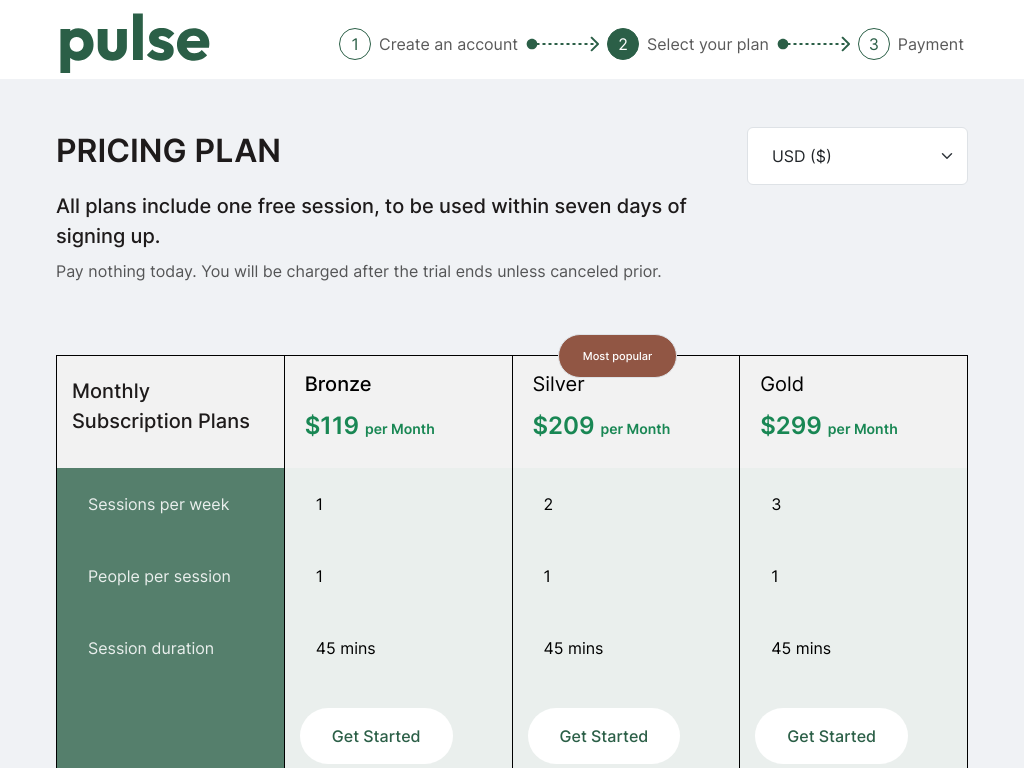 pulse
1 Create an account 2 Select your plan 3 Payment
PRICING PLAN
USD ($)
All plans include one free session, to be used within seven days of
signing up.
Pay nothing today. You will be charged after the trial ends unless canceled prior.
Most popular
Monthly
Subscription Plans
Bronze
$119 per Month
Silver
$209 per Month
Gold
$299 per Month
Sessions per week 1 2 3
People per session 1 1 1
Session duration 45 mins 45 mins 45 mins
Get Started Get Started Get Started